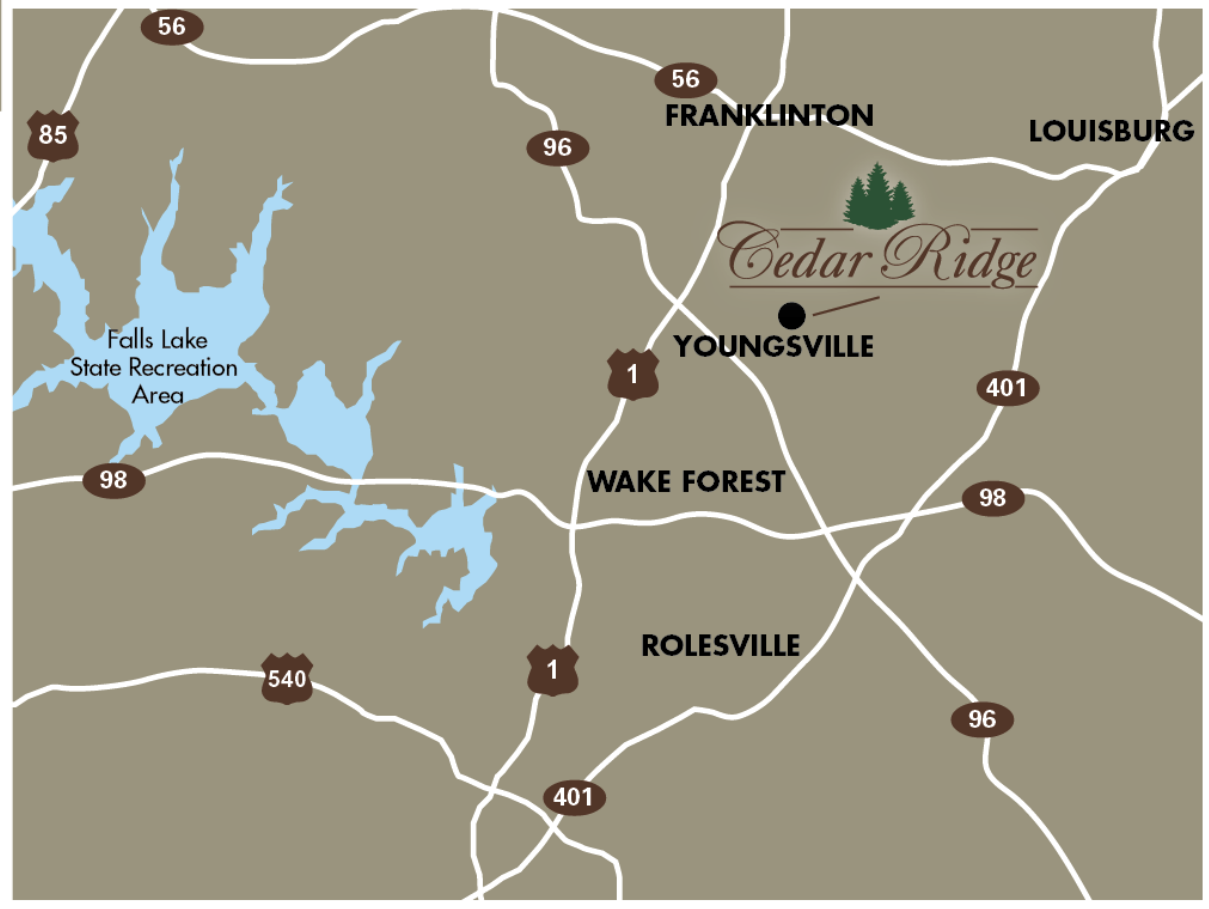 56
56
85
FRANKLINTON
LOUISBURG
96
Cedar Ridge
Falls Lake
State Recreation
Area
YOUNGSVILLE
1
401
98
WAKE FOREST
98
ROLESVILLE
1
540
96
401